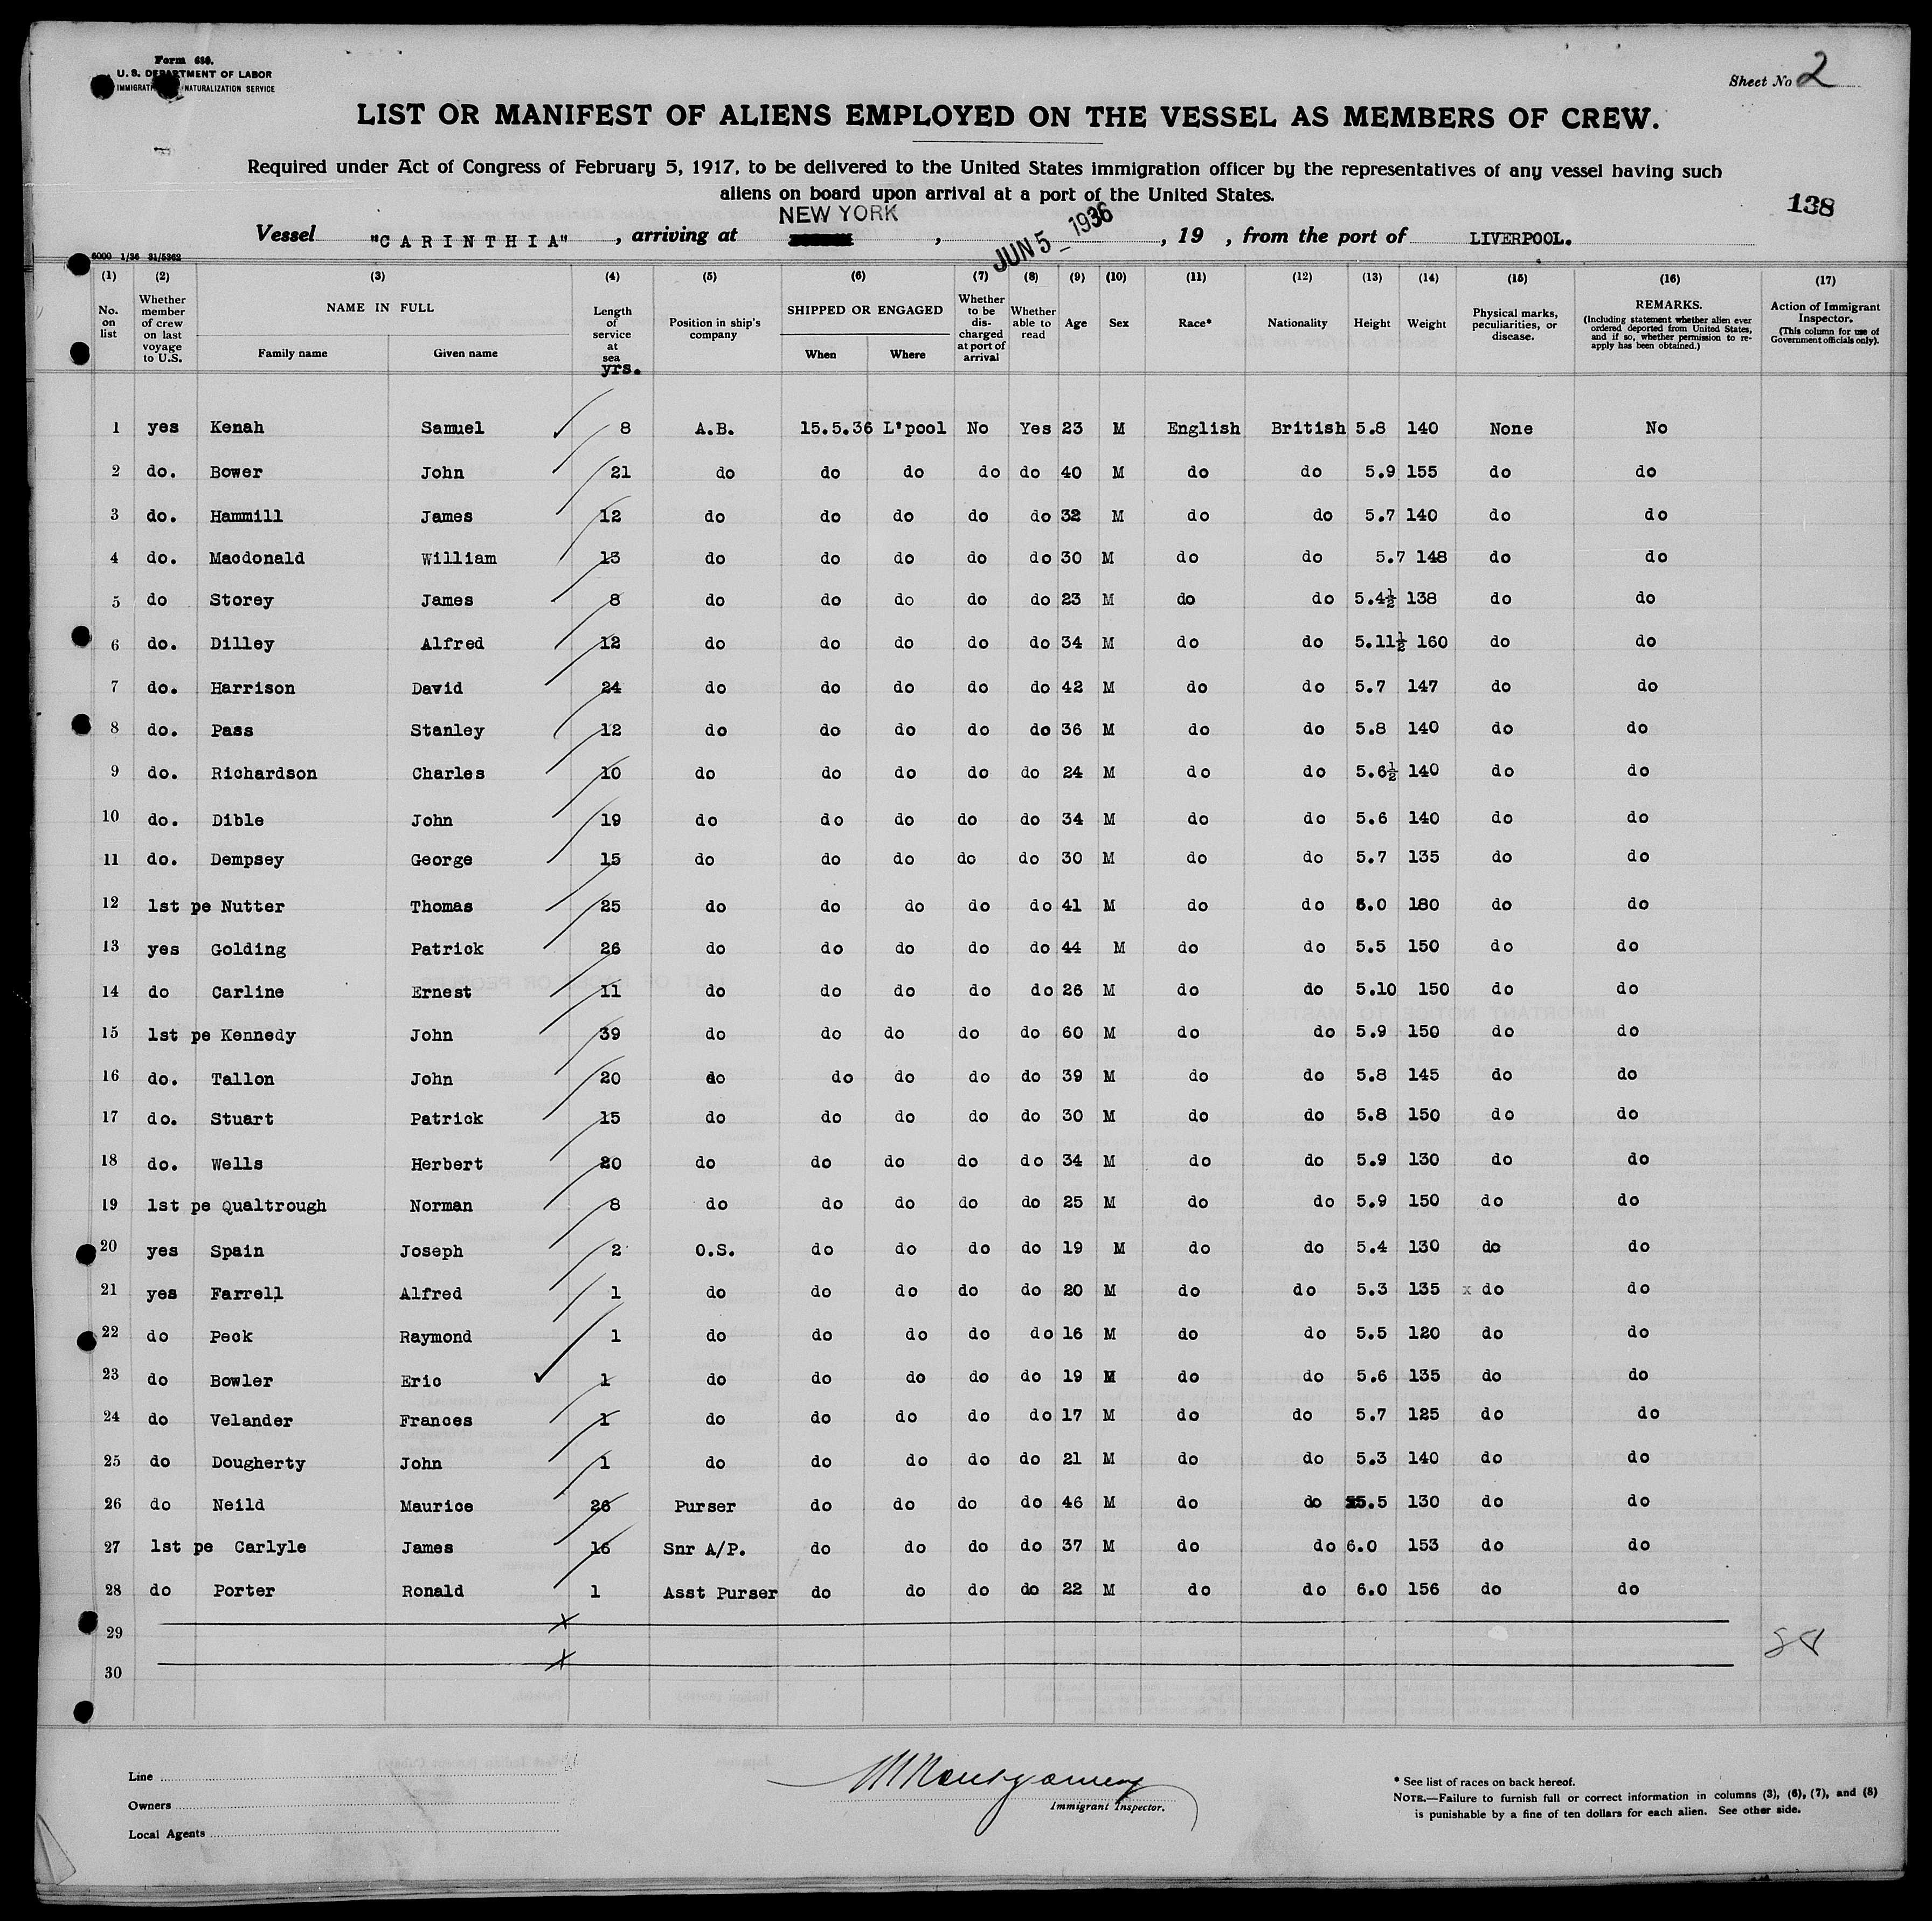 Form 680.
U. S. DEPARTMENT OF LABOR
IMMIGRATION NATURALIZATION SERVICE
Sheet No 2
LIST OR MANIFEST OF ALIENS EMPLOYED ON THE VESSEL AS MEMBERS OF CREW.
Required under Act of Congress of February 5, 1917, to be delivered to the United States immigration officer by the representatives of any vessel having such
aliens on board upon arrival at a port of the United States.
138
NEW YORK
Vessel "CARINTHIA", arriving at , JUN 5 - 1936, 19 , from the port of LIVERPOOL.
6000 1/36 31/5362
(1) (2) (3) (4) (5) (6) (7) (8) (9) (10) (11) (12) (13) (14) (15) (16) (17)
No. on list
Whether member of crew on last voyage to U.S.
NAME IN FULL
Family name Given name
Length of service at sea
yrs.
Position in ship's company
SHIPPED OR ENGAGED
When Where
Whether to be discharged at port of arrival
Whether able to read
Age
Sex
Race*
Nationality
Height
Weight
Physical marks, peculiarities, or disease.
REMARKS.
(Including statement whether alien ever ordered deported from United States, and if so, whether permission to re-apply has been obtained.)
Action of Immigrant Inspector.
(This column for use of Government officials only).
1 yes Kenah Samuel 8 A.B. 15.5.36 L'pool No Yes 23 M English British 5.8 140 None No
2 do. Bower John 21 do do do do do 40 M do do 5.9 155 do do
3 do. Hammill James 12 do do do do do 32 M do do 5.7 140 do do
4 do. Macdonald William 13 do do do do do 30 M do do 5.7 148 do do
5 do Storey James 8 do do do do do 23 M do do 5.4½ 138 do do
6 do. Dilley Alfred 12 do do do do do 34 M do do 5.11½ 160 do do
7 do. Harrison David 24 do do do do do 42 M do do 5.7 147 do do
8 do. Pass Stanley 12 do do do do do 36 M do do 5.8 140 do do
9 do. Richardson Charles 10 do do do do do 24 M do do 5.6½ 140 do do
10 do. Dible John 19 do do do do do 34 M do do 5.6 140 do do
11 do. Dempsey George 15 do do do do do 30 M do do 5.7 135 do do
12 1st pe Nutter Thomas 25 do do do do do 41 M do do 6.0 180 do do
13 yes Golding Patrick 26 do do do do do 44 M do do 5.5 150 do do
14 do Carline Ernest 11 do do do do do 26 M do do 5.10 150 do do
15 1st pe Kennedy John 39 do do do do do 60 M do do 5.9 150 do do
16 do. Tallon John 20 do do do do do 39 M do do 5.8 145 do do
17 do. Stuart Patrick 15 do do do do do 30 M do do 5.8 150 do do
18 do. Wells Herbert 20 do do do do do 34 M do do 5.9 130 do do
19 1st pe Qualtrough Norman 8 do do do do do 25 M do do 5.9 150 do do
20 yes Spain Joseph 2 O.S. do do do do 19 M do do 5.4 130 do do
21 yes Farrell Alfred 1 do do do do do 20 M do do 5.3 135 x do do
22 do Peck Raymond 1 do do do do do 16 M do do 5.5 120 do do
23 do Bowler Eric 1 do do do do do 19 M do do 5.6 135 do do
24 do Velander Frances 1 do do do do do 17 M do do 5.7 125 do do
25 do Dougherty John 1 do do do do do 21 M do do 5.3 140 do do
26 do Neild Maurice 26 Purser do do do do 46 M do do 5.5 130 do do
27 1st pe Carlyle James 16 Snr A/P. do do do do 37 M do do 6.0 153 do do
28 do Porter Ronald 1 Asst Purser do do do do 22 M do do 6.0 156 do do
29 x
30 x
Line
Owners
Local Agents
Montgomery
Immigrant Inspector.
* See list of races on back hereof.
NOTE.—Failure to furnish full or correct information in columns (3), (6), (7), and (8)
is punishable by a fine of ten dollars for each alien. See other side.